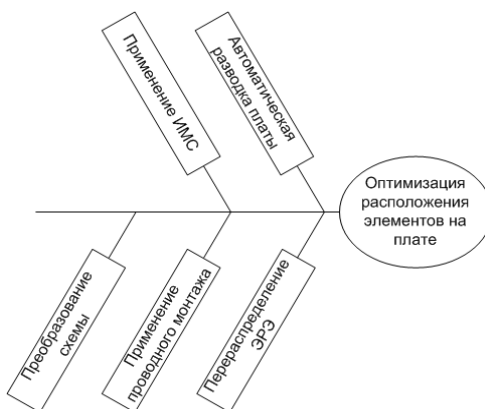 Применение ИМС
Автоматическая
разводка платы
Оптимизация
расположения
элементов на
плате
Преобразование
схемы
Применение
проводного монтажа
Перераспределение
ЭРЭ